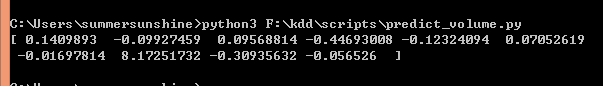 C:\Users\summersunshine>python3 F:\kdd\scripts\predict_volume.py
[ 0.1409893  -0.09927459  0.09568814 -0.44693008 -0.12324094  0.07052619
 -0.01697814  8.17251732 -0.30935632 -0.056526  ]